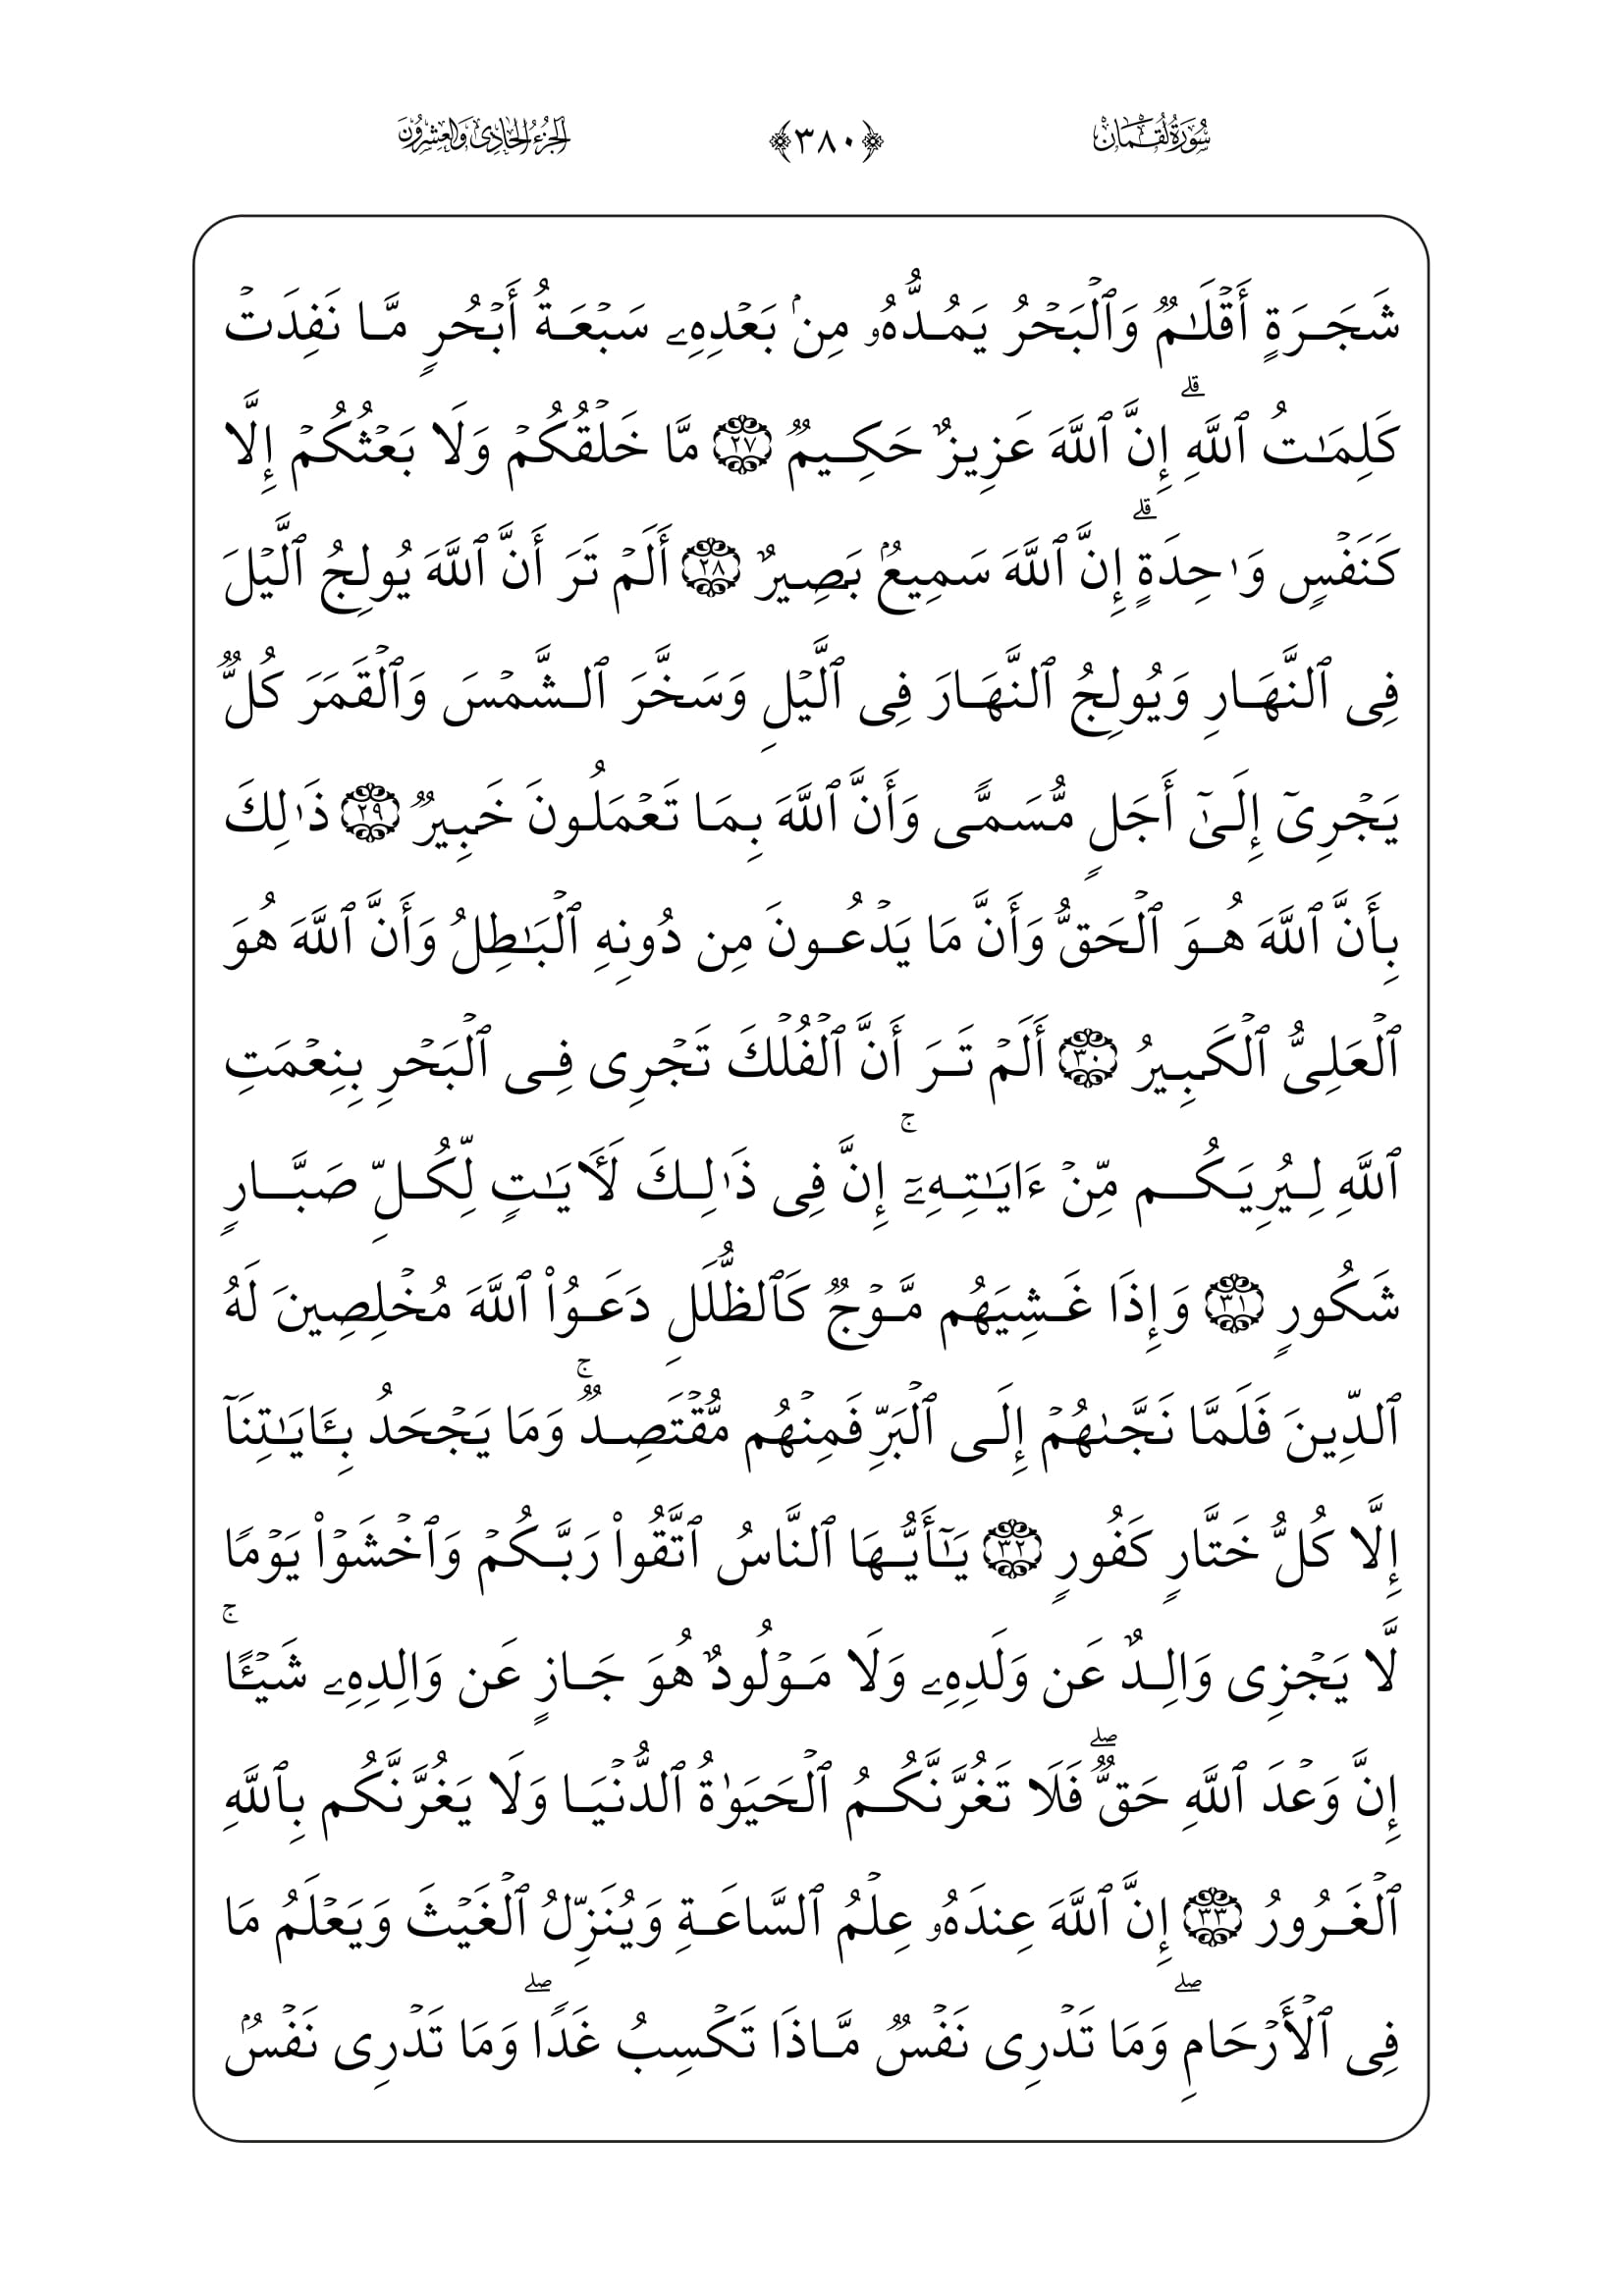 سُورَةُ لُقۡمَانَ ﴿٣٨٠﴾ الجُزۡءُ الحَادِي وَالعِشۡرُونَ
شَجَرَةٍ أَقۡلَٰمٞ وَٱلۡبَحۡرُ يَمُدُّهُۥ مِنۢ بَعۡدِهِۦ سَبۡعَةُ أَبۡحُرٖ مَّا نَفِدَتۡ
كَلِمَٰتُ ٱللَّهِۚ إِنَّ ٱللَّهَ عَزِيزٌ حَكِيمٞ ٢٧ مَّا خَلۡقُكُمۡ وَلَا بَعۡثُكُمۡ إِلَّا
كَنَفۡسٖ وَٰحِدَةٍۗ إِنَّ ٱللَّهَ سَمِيعُۢ بَصِيرٌ ٢٨ أَلَمۡ تَرَ أَنَّ ٱللَّهَ يُولِجُ ٱلَّيۡلَ
فِي ٱلنَّهَارِ وَيُولِجُ ٱلنَّهَارَ فِي ٱلَّيۡلِ وَسَخَّرَ ٱلشَّمۡسَ وَٱلۡقَمَرَ كُلّٞ
يَجۡرِيٓ إِلَىٰٓ أَجَلٖ مُّسَمّٗى وَأَنَّ ٱللَّهَ بِمَا تَعۡمَلُونَ خَبِيرٞ ٢٩ ذَٰلِكَ
بِأَنَّ ٱللَّهَ هُوَ ٱلۡحَقُّ وَأَنَّ مَا يَدۡعُونَ مِن دُونِهِ ٱلۡبَٰطِلُ وَأَنَّ ٱللَّهَ هُوَ
ٱلۡعَلِيُّ ٱلۡكَبِيرُ ٣٠ أَلَمۡ تَرَ أَنَّ ٱلۡفُلۡكَ تَجۡرِي فِي ٱلۡبَحۡرِ بِنِعۡمَتِ
ٱللَّهِ لِيُرِيَكُم مِّنۡ ءَايَٰتِهِۦٓۚ إِنَّ فِي ذَٰلِكَ لَأٓيَٰتٖ لِّكُلِّ صَبَّارٖ
شَكُورٖ ٣١ وَإِذَا غَشِيَهُم مَّوۡجٞ كَٱلظُّلَلِ دَعَوُاْ ٱللَّهَ مُخۡلِصِينَ لَهُ
ٱلدِّينَ فَلَمَّا نَجَّىٰهُمۡ إِلَى ٱلۡبَرِّ فَمِنۡهُم مُّقۡتَصِدٞۚ وَمَا يَجۡحَدُ بِـَٔايَٰتِنَآ
إِلَّا كُلُّ خَتَّارٖ كَفُورٖ ٣٢ يَٰٓأَيُّهَا ٱلنَّاسُ ٱتَّقُواْ رَبَّكُمۡ وَٱخۡشَوۡاْ يَوۡمٗا
لَّا يَجۡزِي وَالِدٌ عَن وَلَدِهِۦ وَلَا مَوۡلُودٌ هُوَ جَازٍ عَن وَالِدِهِۦ شَيۡـًٔاۚ
إِنَّ وَعۡدَ ٱللَّهِ حَقّٞۖ فَلَا تَغُرَّنَّكُمُ ٱلۡحَيَوٰةُ ٱلدُّنۡيَا وَلَا يَغُرَّنَّكُم بِٱللَّهِ
ٱلۡغَرُورُ ٣٣ إِنَّ ٱللَّهَ عِندَهُۥ عِلۡمُ ٱلسَّاعَةِ وَيُنَزِّلُ ٱلۡغَيۡثَ وَيَعۡلَمُ مَا
فِي ٱلۡأَرۡحَامِۖ وَمَا تَدۡرِي نَفۡسٞ مَّاذَا تَكۡسِبُ غَدٗاۖ وَمَا تَدۡرِي نَفۡسُۢ